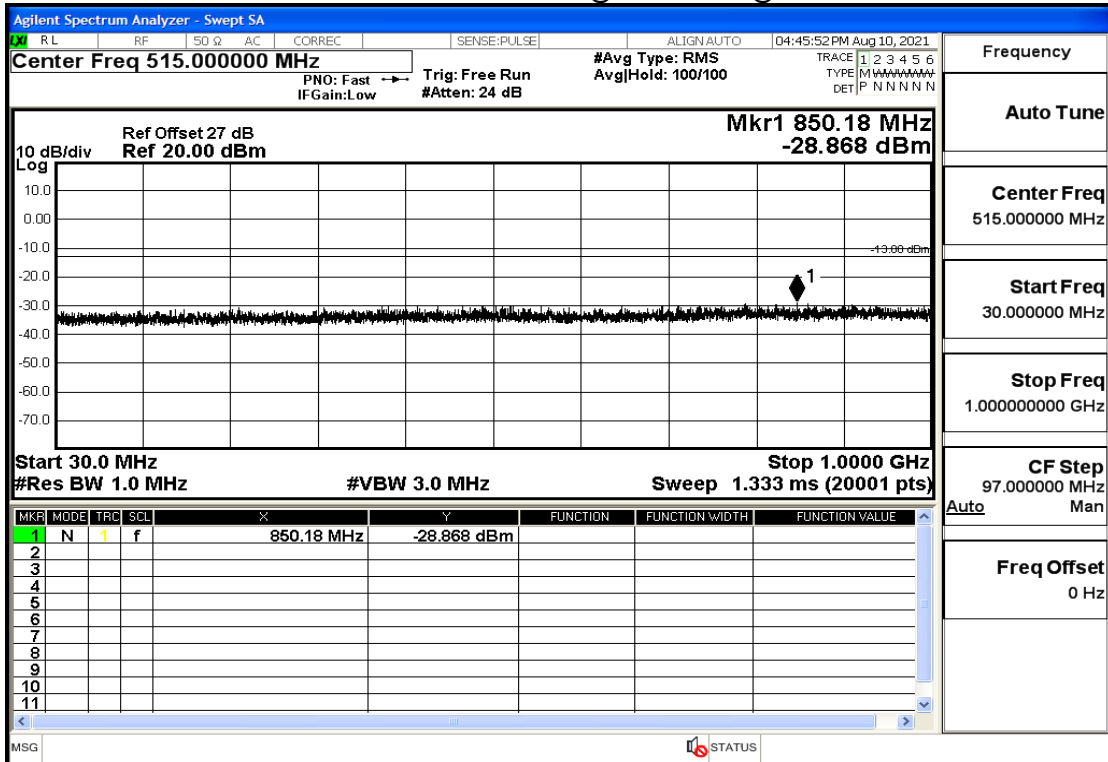 Agilent Spectrum Analyzer - Swept SA
LXI RL RF 50 Ω AC CORREC SENSE:PULSE ALIGN AUTO 04:45:52 PM Aug 10, 2021
Center Freq 515.000000 MHz
PNO: Fast
IFGain:Low
Trig: Free Run
#Atten: 24 dB
#Avg Type: RMS
Avg|Hold: 100/100
TRACE 1 2 3 4 5 6
TYPE M WWWWW
DET P N N N N N
Ref Offset 27 dB
10 dB/div Ref 20.00 dBm
Log
Mkr1 850.18 MHz
-28.868 dBm
10.0
0.00
-10.0
-13.00 dBm
-20.0
1
-30.0
-40.0
-50.0
-60.0
-70.0
Start 30.0 MHz Stop 1.0000 GHz
#Res BW 1.0 MHz #VBW 3.0 MHz Sweep 1.333 ms (20001 pts)
MKR MODE TRC SCL X Y FUNCTION FUNCTION WIDTH FUNCTION VALUE
1 N 1 f 850.18 MHz -28.868 dBm
2
3
4
5
6
7
8
9
10
11
MSG STATUS
Frequency
Auto Tune
Center Freq
515.000000 MHz
Start Freq
30.000000 MHz
Stop Freq
1.000000000 GHz
CF Step
97.000000 MHz
Auto Man
Freq Offset
0 Hz